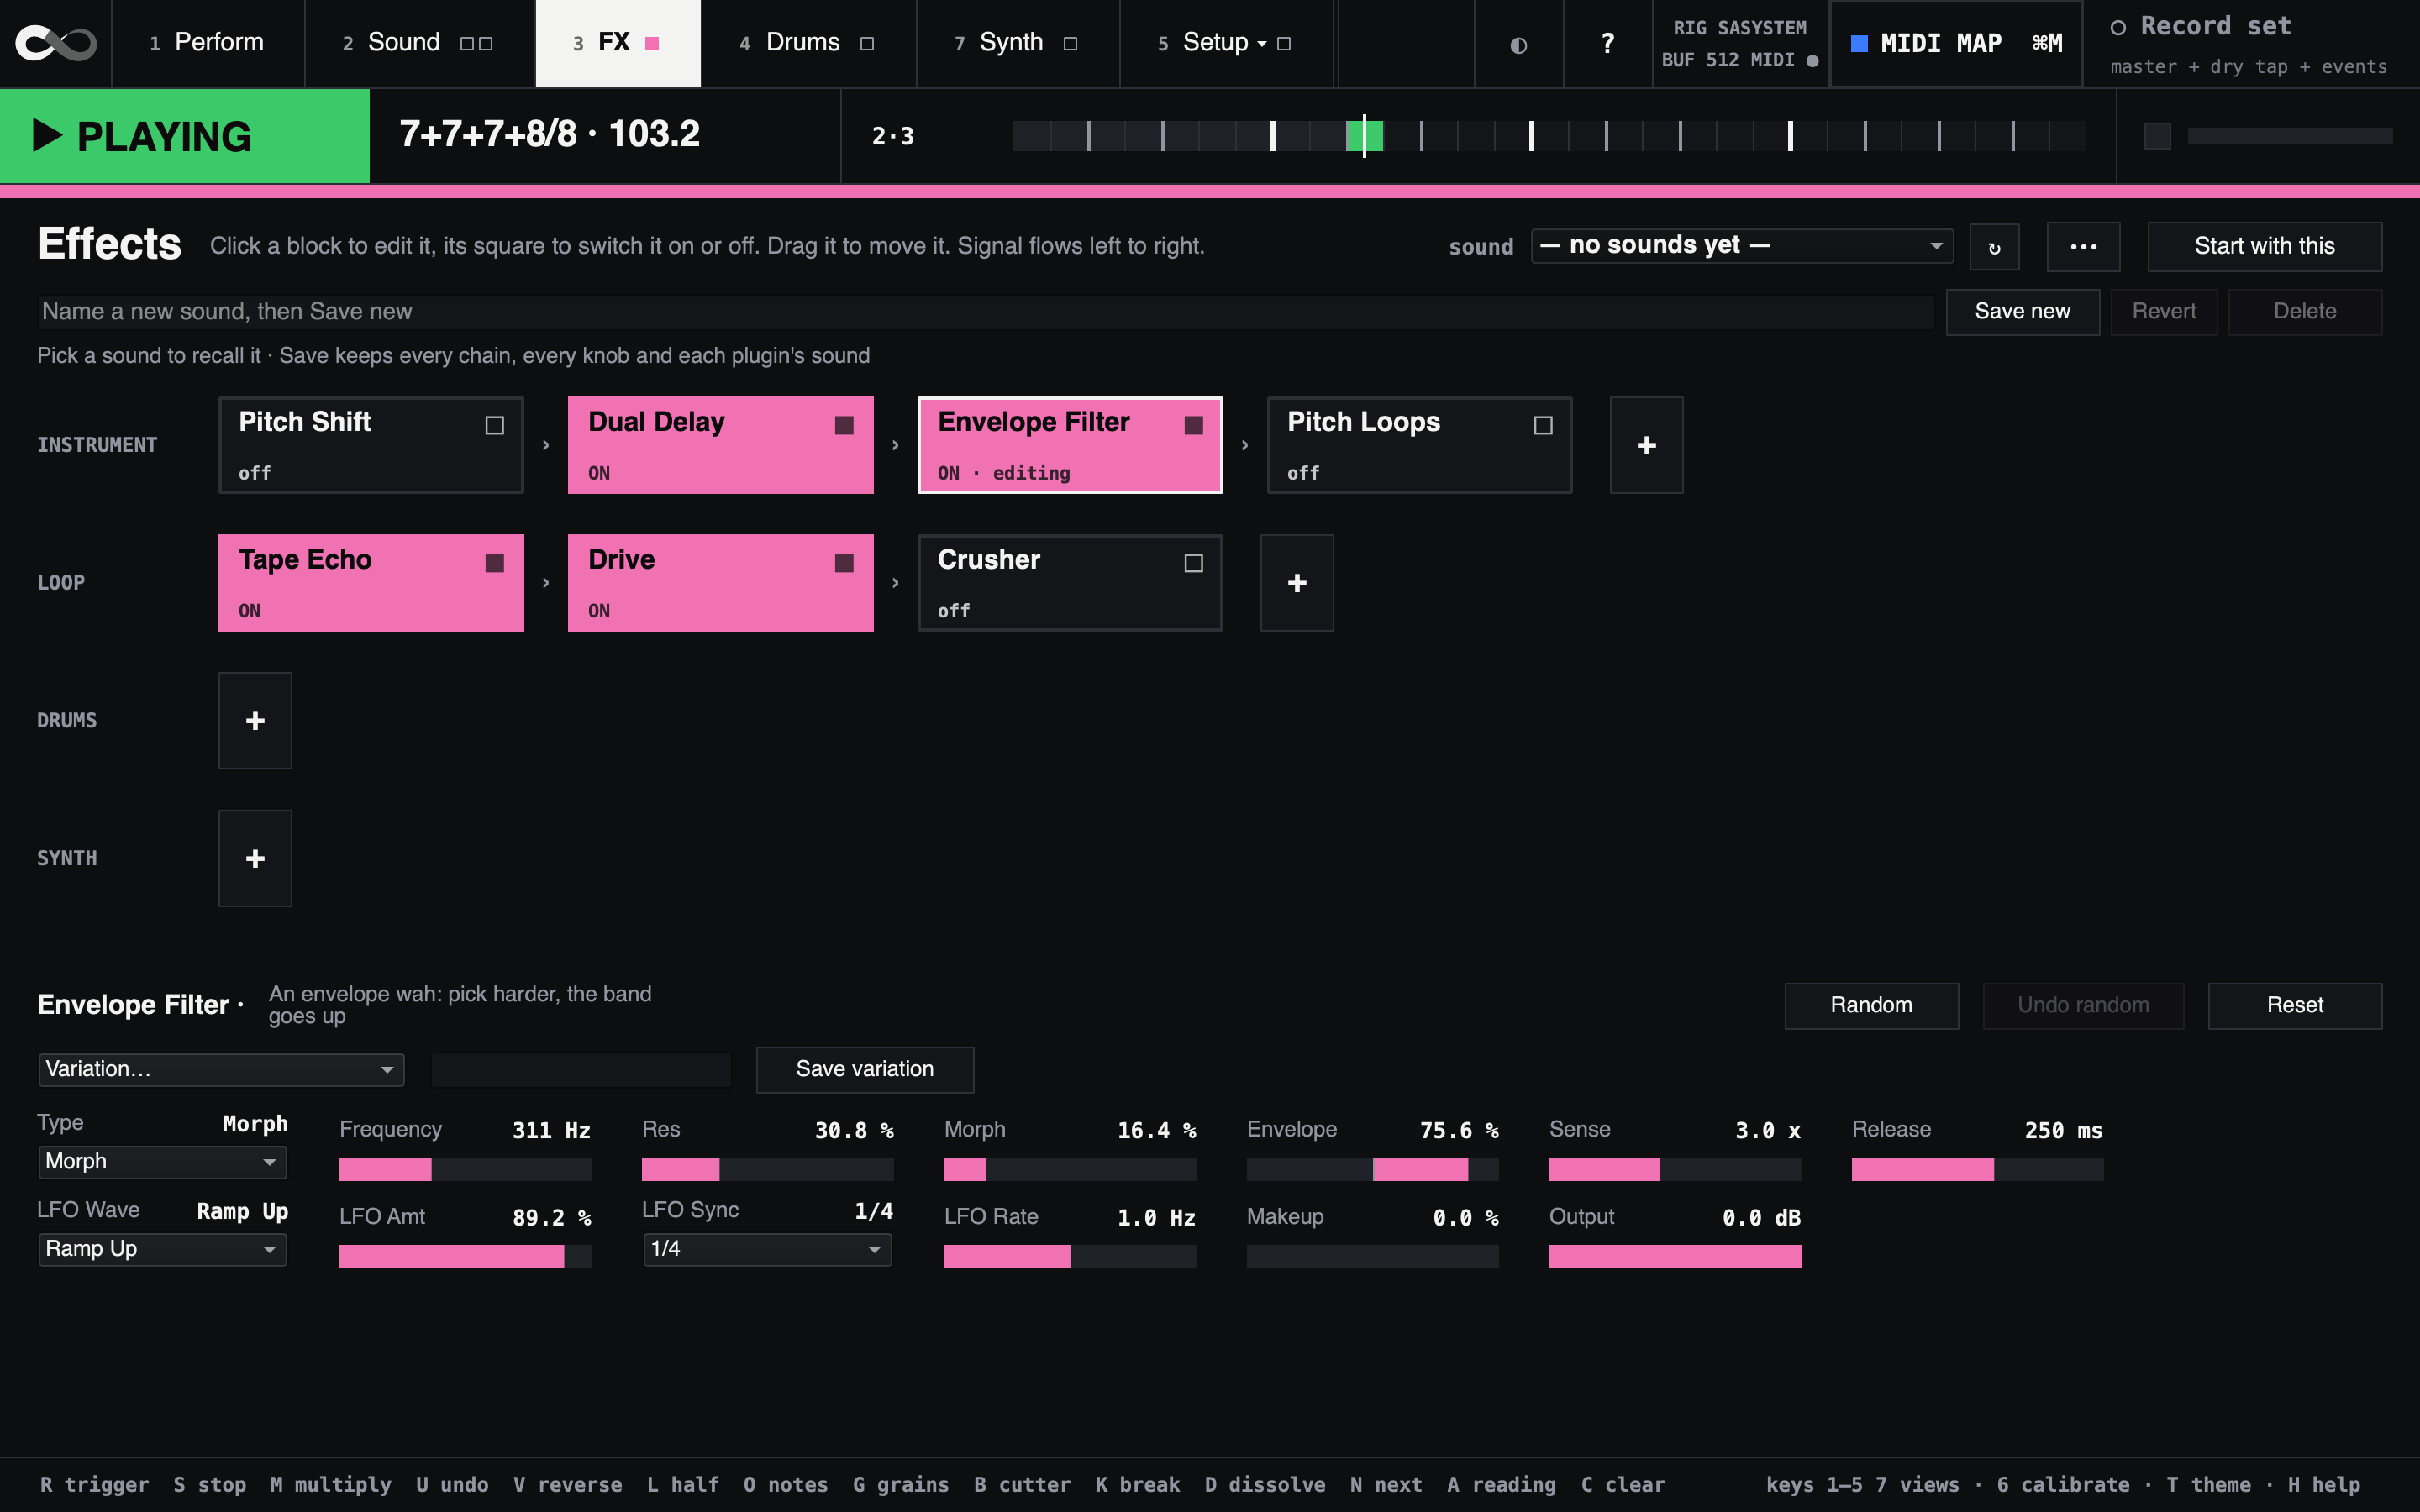 1 Perform
2 Sound
3 FX
4 Drums
7 Synth
5 Setup
?
RIG SASYSTEM
BUF 512 MIDI
MIDI MAP ⌘M
Record set
master + dry tap + events
PLAYING
7+7+7+8/8 · 103.2
2·3
Effects
Click a block to edit it, its square to switch it on or off. Drag it to move it. Signal flows left to right.
sound
— no sounds yet —
↻
•••
Start with this
Name a new sound, then Save new
Save new
Revert
Delete
Pick a sound to recall it · Save keeps every chain, every knob and each plugin's sound
INSTRUMENT
Pitch Shift
off
›
Dual Delay
ON
›
Envelope Filter
ON · editing
›
Pitch Loops
off
+
LOOP
Tape Echo
ON
›
Drive
ON
›
Crusher
off
+
DRUMS
+
SYNTH
+
Envelope Filter ·
An envelope wah: pick harder, the band
goes up
Random
Undo random
Reset
Variation…
Save variation
Type Morph
Morph
Frequency 311 Hz
Res 30.8 %
Morph 16.4 %
Envelope 75.6 %
Sense 3.0 x
Release 250 ms
LFO Wave Ramp Up
Ramp Up
LFO Amt 89.2 %
LFO Sync 1/4
1/4
LFO Rate 1.0 Hz
Makeup 0.0 %
Output 0.0 dB
R trigger S stop M multiply U undo V reverse L half O notes G grains B cutter K break D dissolve N next A reading C clear
keys 1–5 7 views · 6 calibrate · T theme · H help